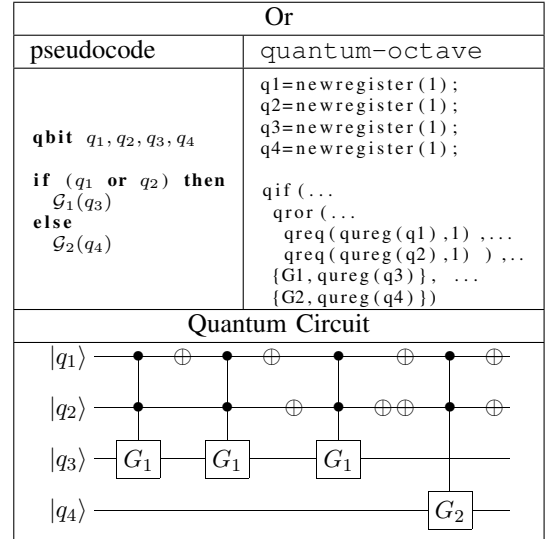 Or
pseudocode
quantum-octave
qbit q₁, q₂, q₃, q₄
if (q₁ or q₂) then
𝒢₁(q₃)
else
𝒢₂(q₄)
q1=newregister(1);
q2=newregister(1);
q3=newregister(1);
q4=newregister(1);
qif(...
qror(...
qreq(qureg(q1),1),...
qreq(qureg(q2),1)),..
{G1,qureg(q3)}, ...
{G2,qureg(q4)})
Quantum Circuit
|q₁⟩
|q₂⟩
|q₃⟩ G₁ G₁ G₁
|q₄⟩ G₂